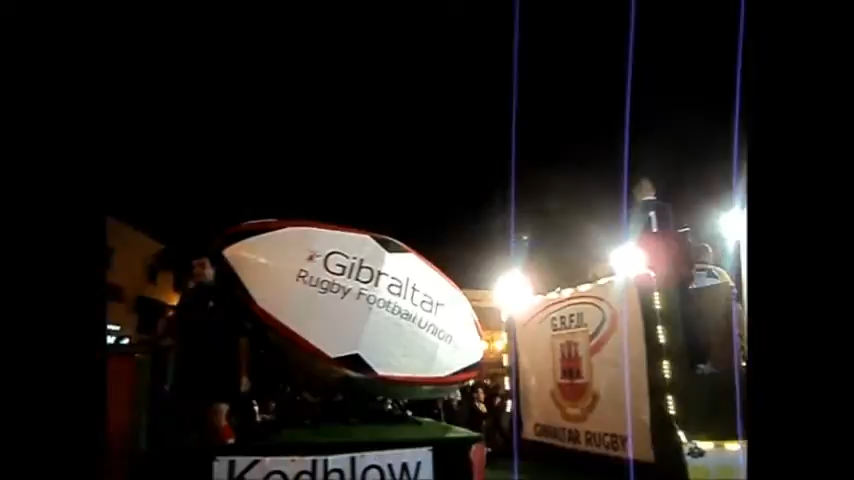 Gibraltar
Rugby Football Union
G.R.F.U.
GIBRALTAR RUGBY
1
Kedhlow